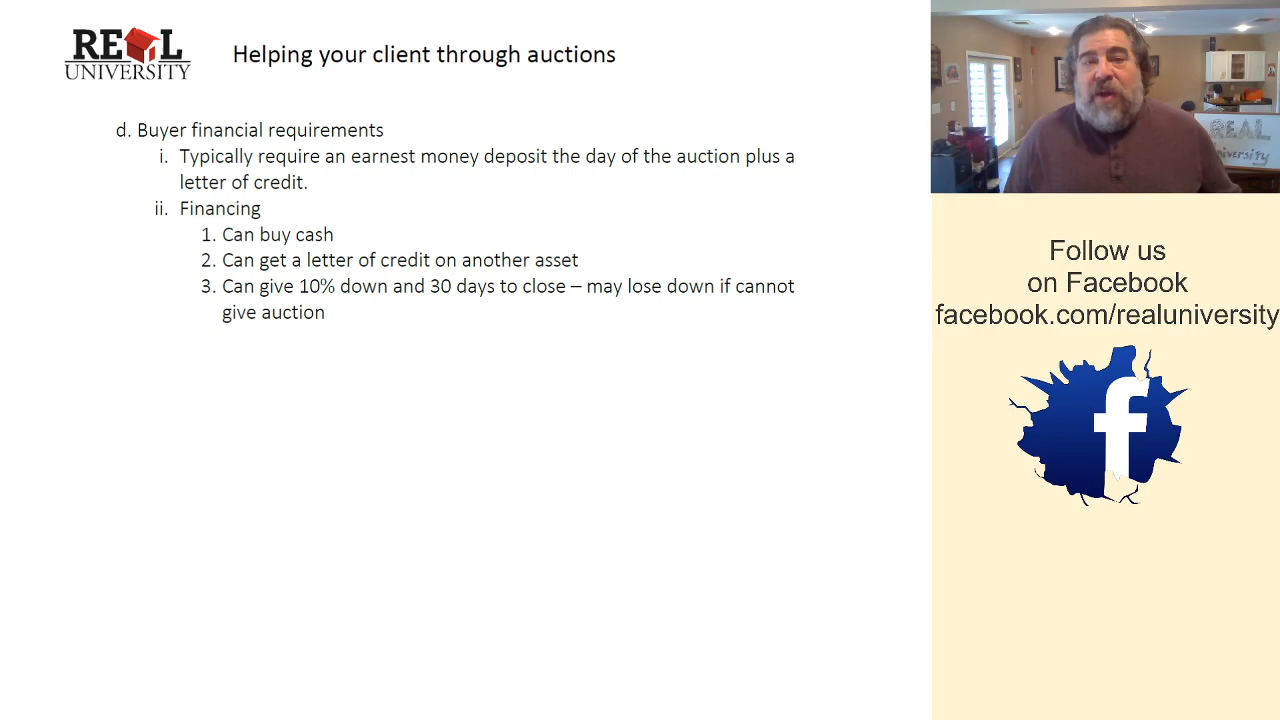 REAL
UNIVERSITY
Helping your client through auctions
d. Buyer financial requirements
i. Typically require an earnest money deposit the day of the auction plus a
letter of credit.
ii. Financing
1. Can buy cash
2. Can get a letter of credit on another asset
3. Can give 10% down and 30 days to close – may lose down if cannot
give auction
REAL
University
Follow us
on Facebook
facebook.com/realuniversity
f